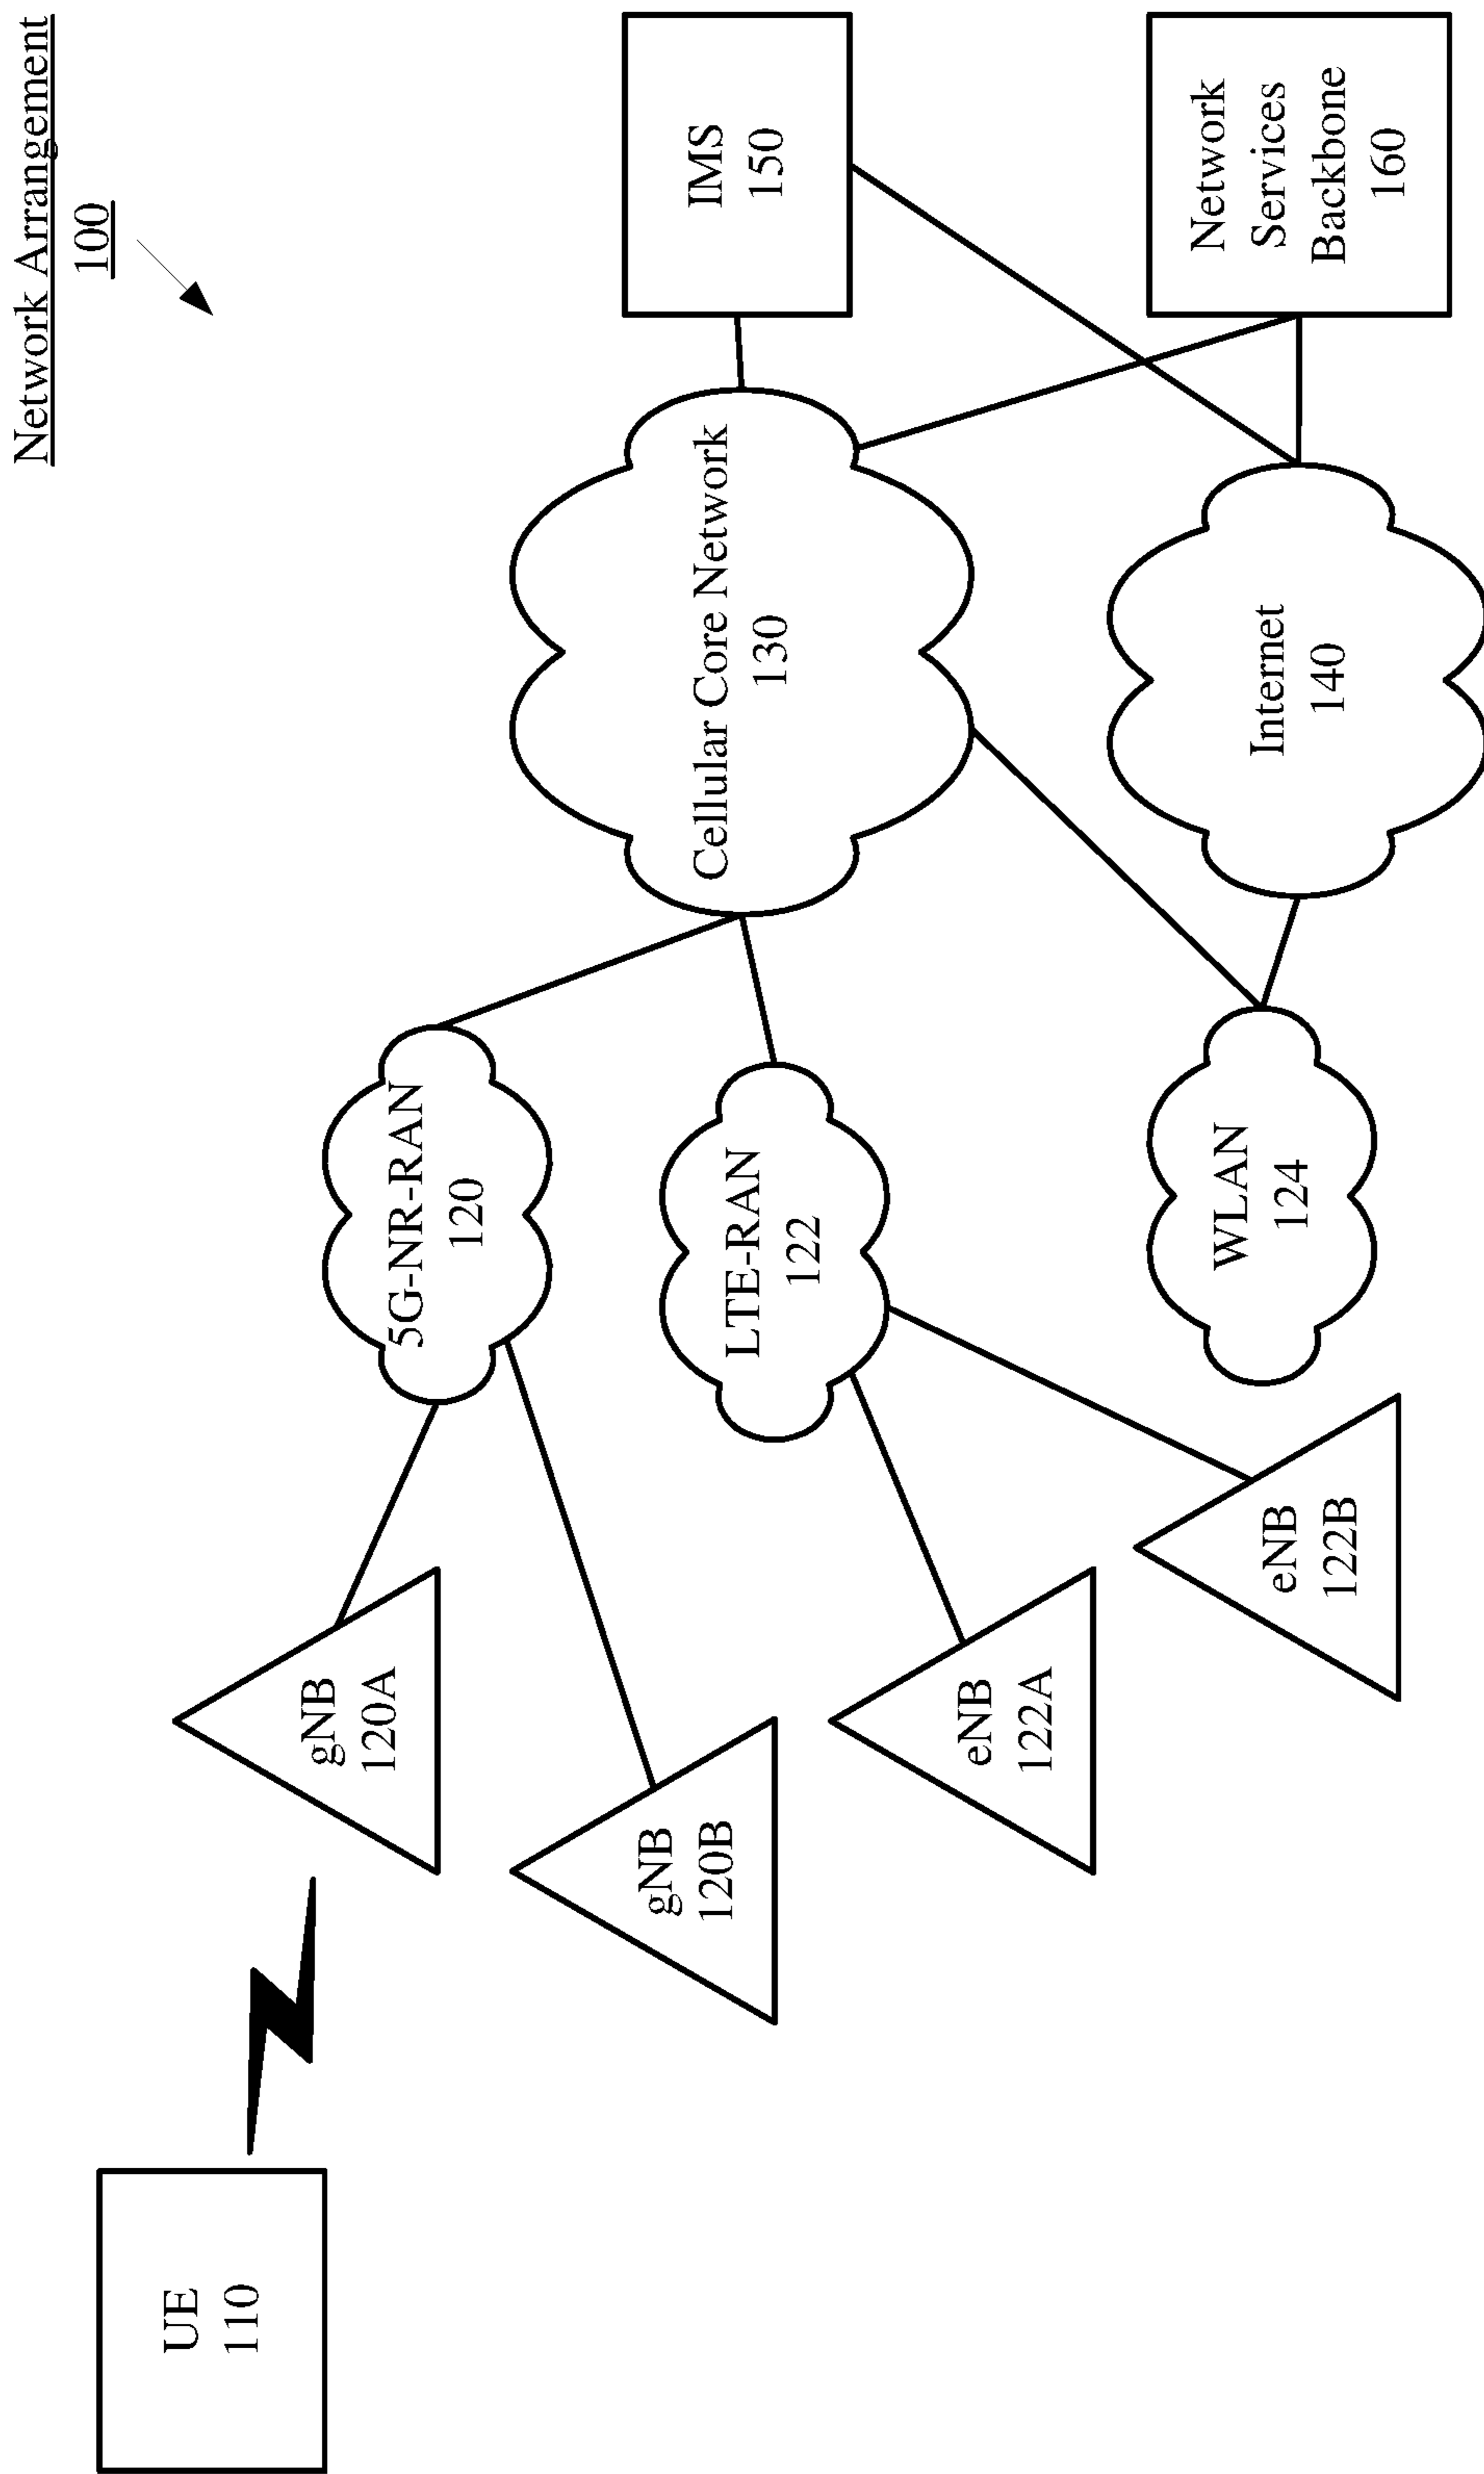 Network Arrangement
100
UE
110
gNB
120A
gNB
120B
eNB
122A
eNB
122B
5G-NR-RAN
120
LTE-RAN
122
WLAN
124
Cellular Core Network
130
Internet
140
IMS
150
Network
Services
Backbone
160